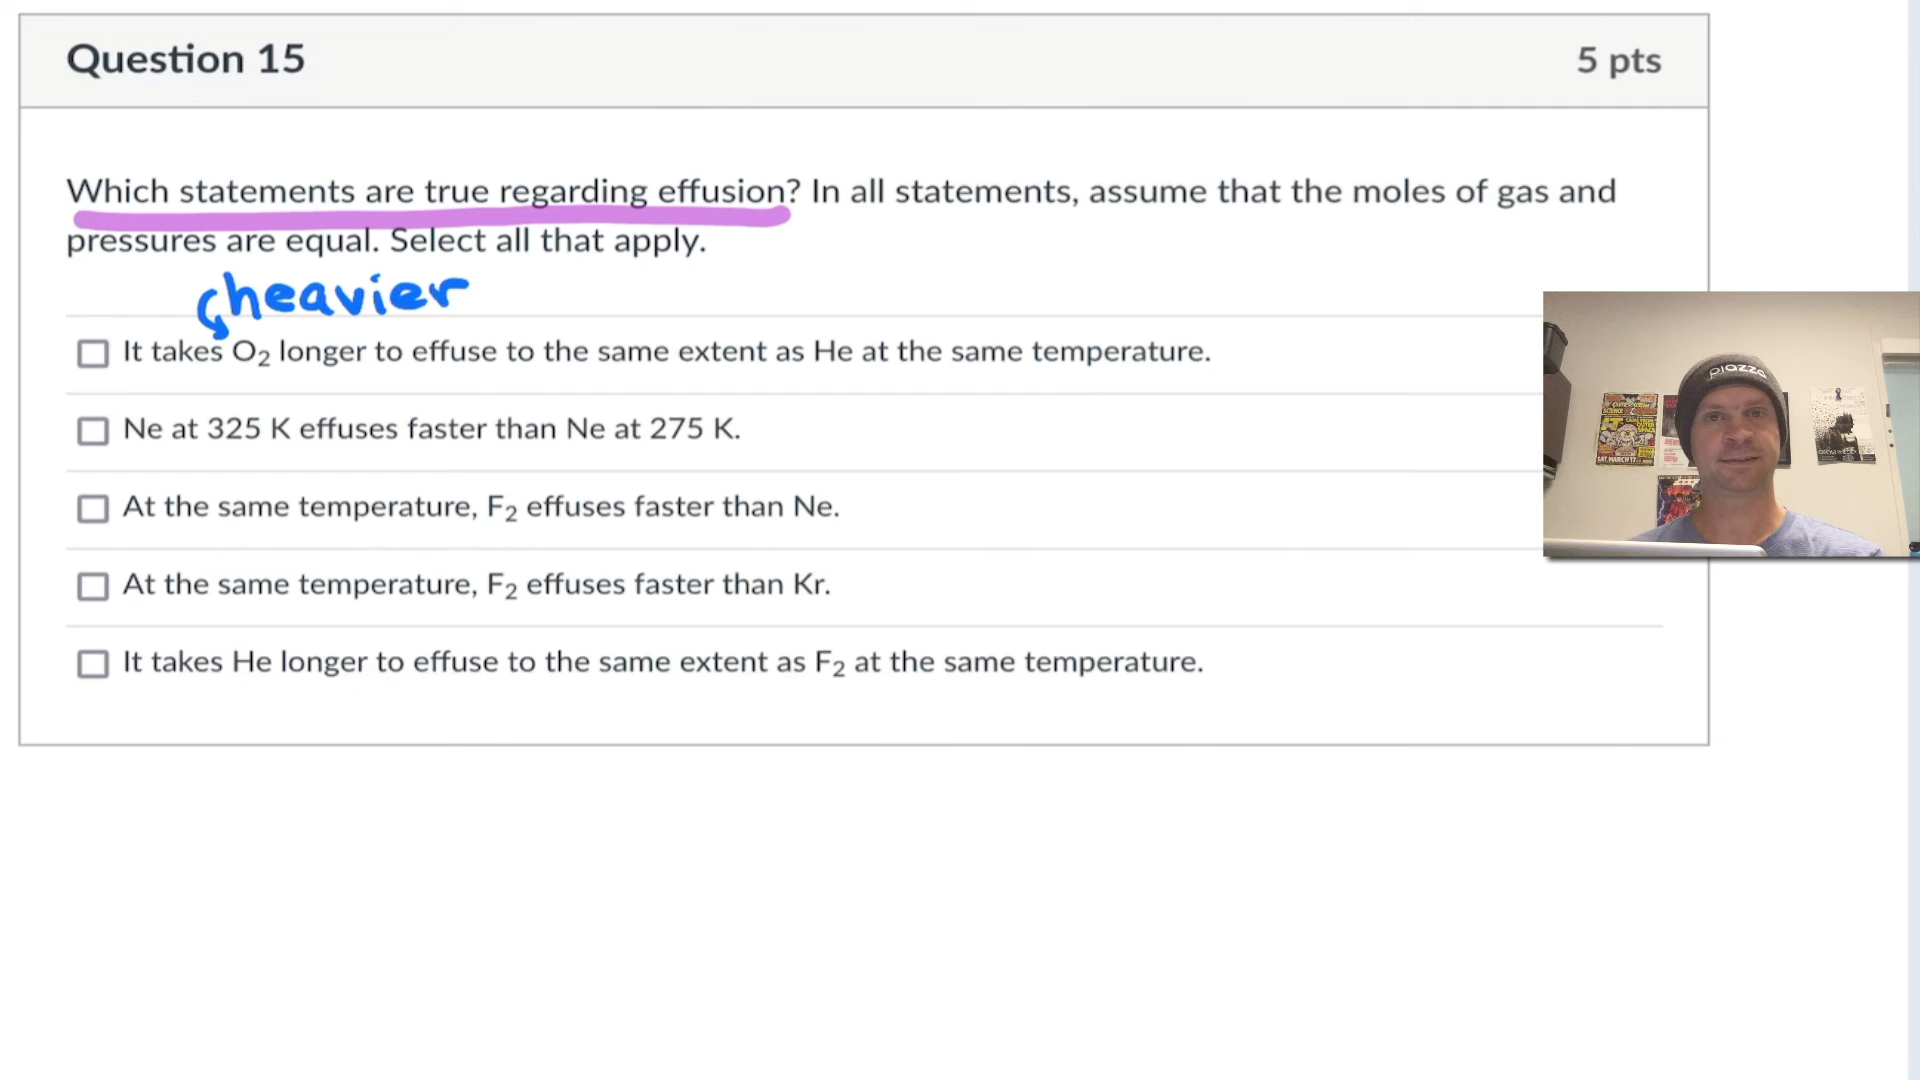 Question 15
5 pts
Which statements are true regarding effusion? In all statements, assume that the moles of gas and
pressures are equal. Select all that apply.
heavier
It takes O₂ longer to effuse to the same extent as He at the same temperature.
Ne at 325 K effuses faster than Ne at 275 K.
At the same temperature, F₂ effuses faster than Ne.
At the same temperature, F₂ effuses faster than Kr.
It takes He longer to effuse to the same extent as F₂ at the same temperature.
piazza